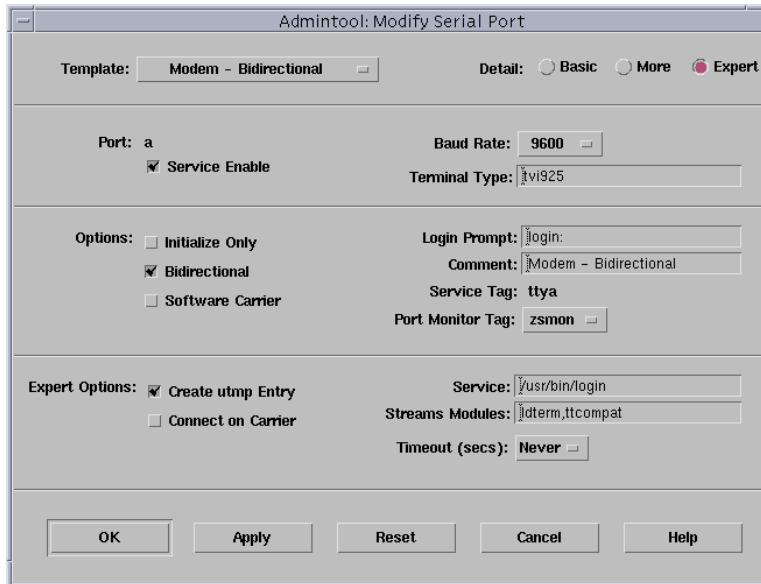 Admintool: Modify Serial Port
Template: Modem - Bidirectional Detail: Basic More Expert
Port: a Baud Rate: 9600
Service Enable Terminal Type: tvi925
Options: Initialize Only Login Prompt: login:
Bidirectional Comment: Modem - Bidirectional
Software Carrier Service Tag: ttya
Port Monitor Tag: zsmon
Expert Options: Create utmp Entry Service: /usr/bin/login
Connect on Carrier Streams Modules: ldterm,ttcompat
Timeout (secs): Never
OK Apply Reset Cancel Help